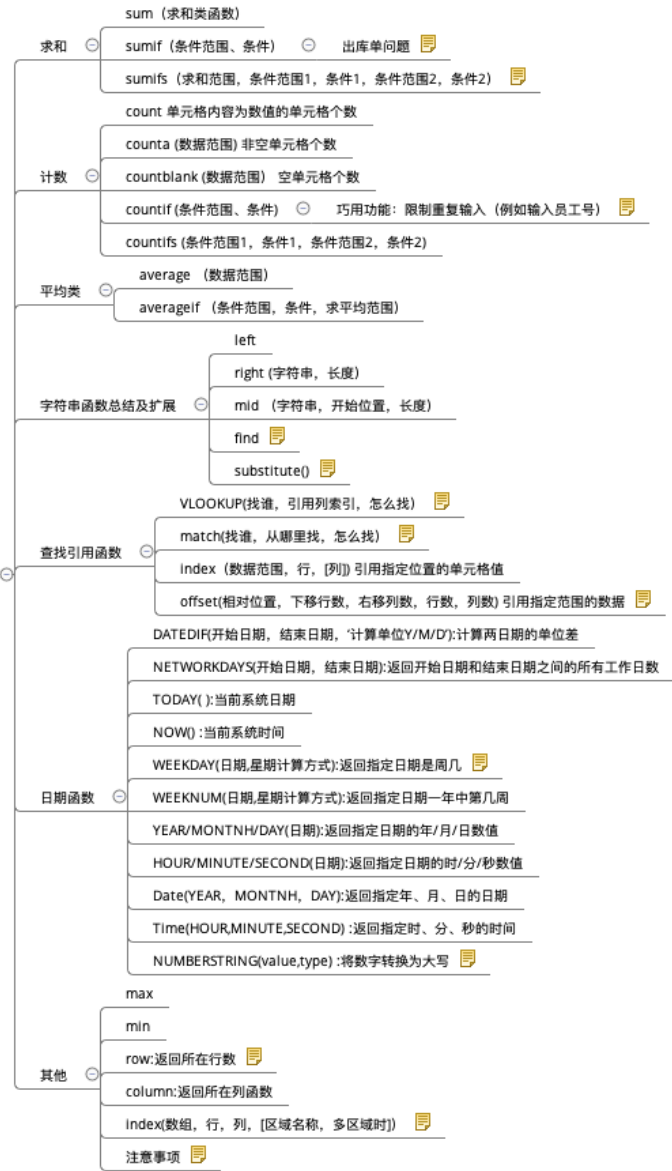 求和
sum（求和类函数）
sumif（条件范围、条件）
出库单问题
sumifs（求和范围，条件范围1，条件1，条件范围2，条件2）
计数
count 单元格内容为数值的单元格个数
counta (数据范围) 非空单元格个数
countblank (数据范围） 空单元格个数
countif (条件范围、条件)
巧用功能：限制重复输入（例如输入员工号）
countifs (条件范围1，条件1，条件范围2，条件2)
平均类
average （数据范围）
averageif （条件范围，条件，求平均范围）
字符串函数总结及扩展
left
right (字符串，长度）
mid （字符串，开始位置，长度）
find
substitute()
查找引用函数
VLOOKUP(找谁，引用列索引，怎么找）
match(找谁，从哪里找，怎么找）
index（数据范围，行，[列]) 引用指定位置的单元格值
offset(相对位置，下移行数，右移列数，行数，列数) 引用指定范围的数据
日期函数
DATEDIF(开始日期，结束日期，‘计算单位Y/M/D’):计算两日期的单位差
NETWORKDAYS(开始日期，结束日期):返回开始日期和结束日期之间的所有工作日数
TODAY( ):当前系统日期
NOW() :当前系统时间
WEEKDAY(日期,星期计算方式):返回指定日期是周几
WEEKNUM(日期,星期计算方式):返回指定日期一年中第几周
YEAR/MONTNH/DAY(日期):返回指定日期的年/月/日数值
HOUR/MINUTE/SECOND(日期):返回指定日期的时/分/秒数值
Date(YEAR，MONTNH，DAY):返回指定年、月、日的日期
Time(HOUR,MINUTE,SECOND) :返回指定时、分、秒的时间
NUMBERSTRING(value,type) :将数字转换为大写
其他
max
min
row:返回所在行数
column:返回所在列函数
index(数组，行，列，[区域名称，多区域时]）
注意事项